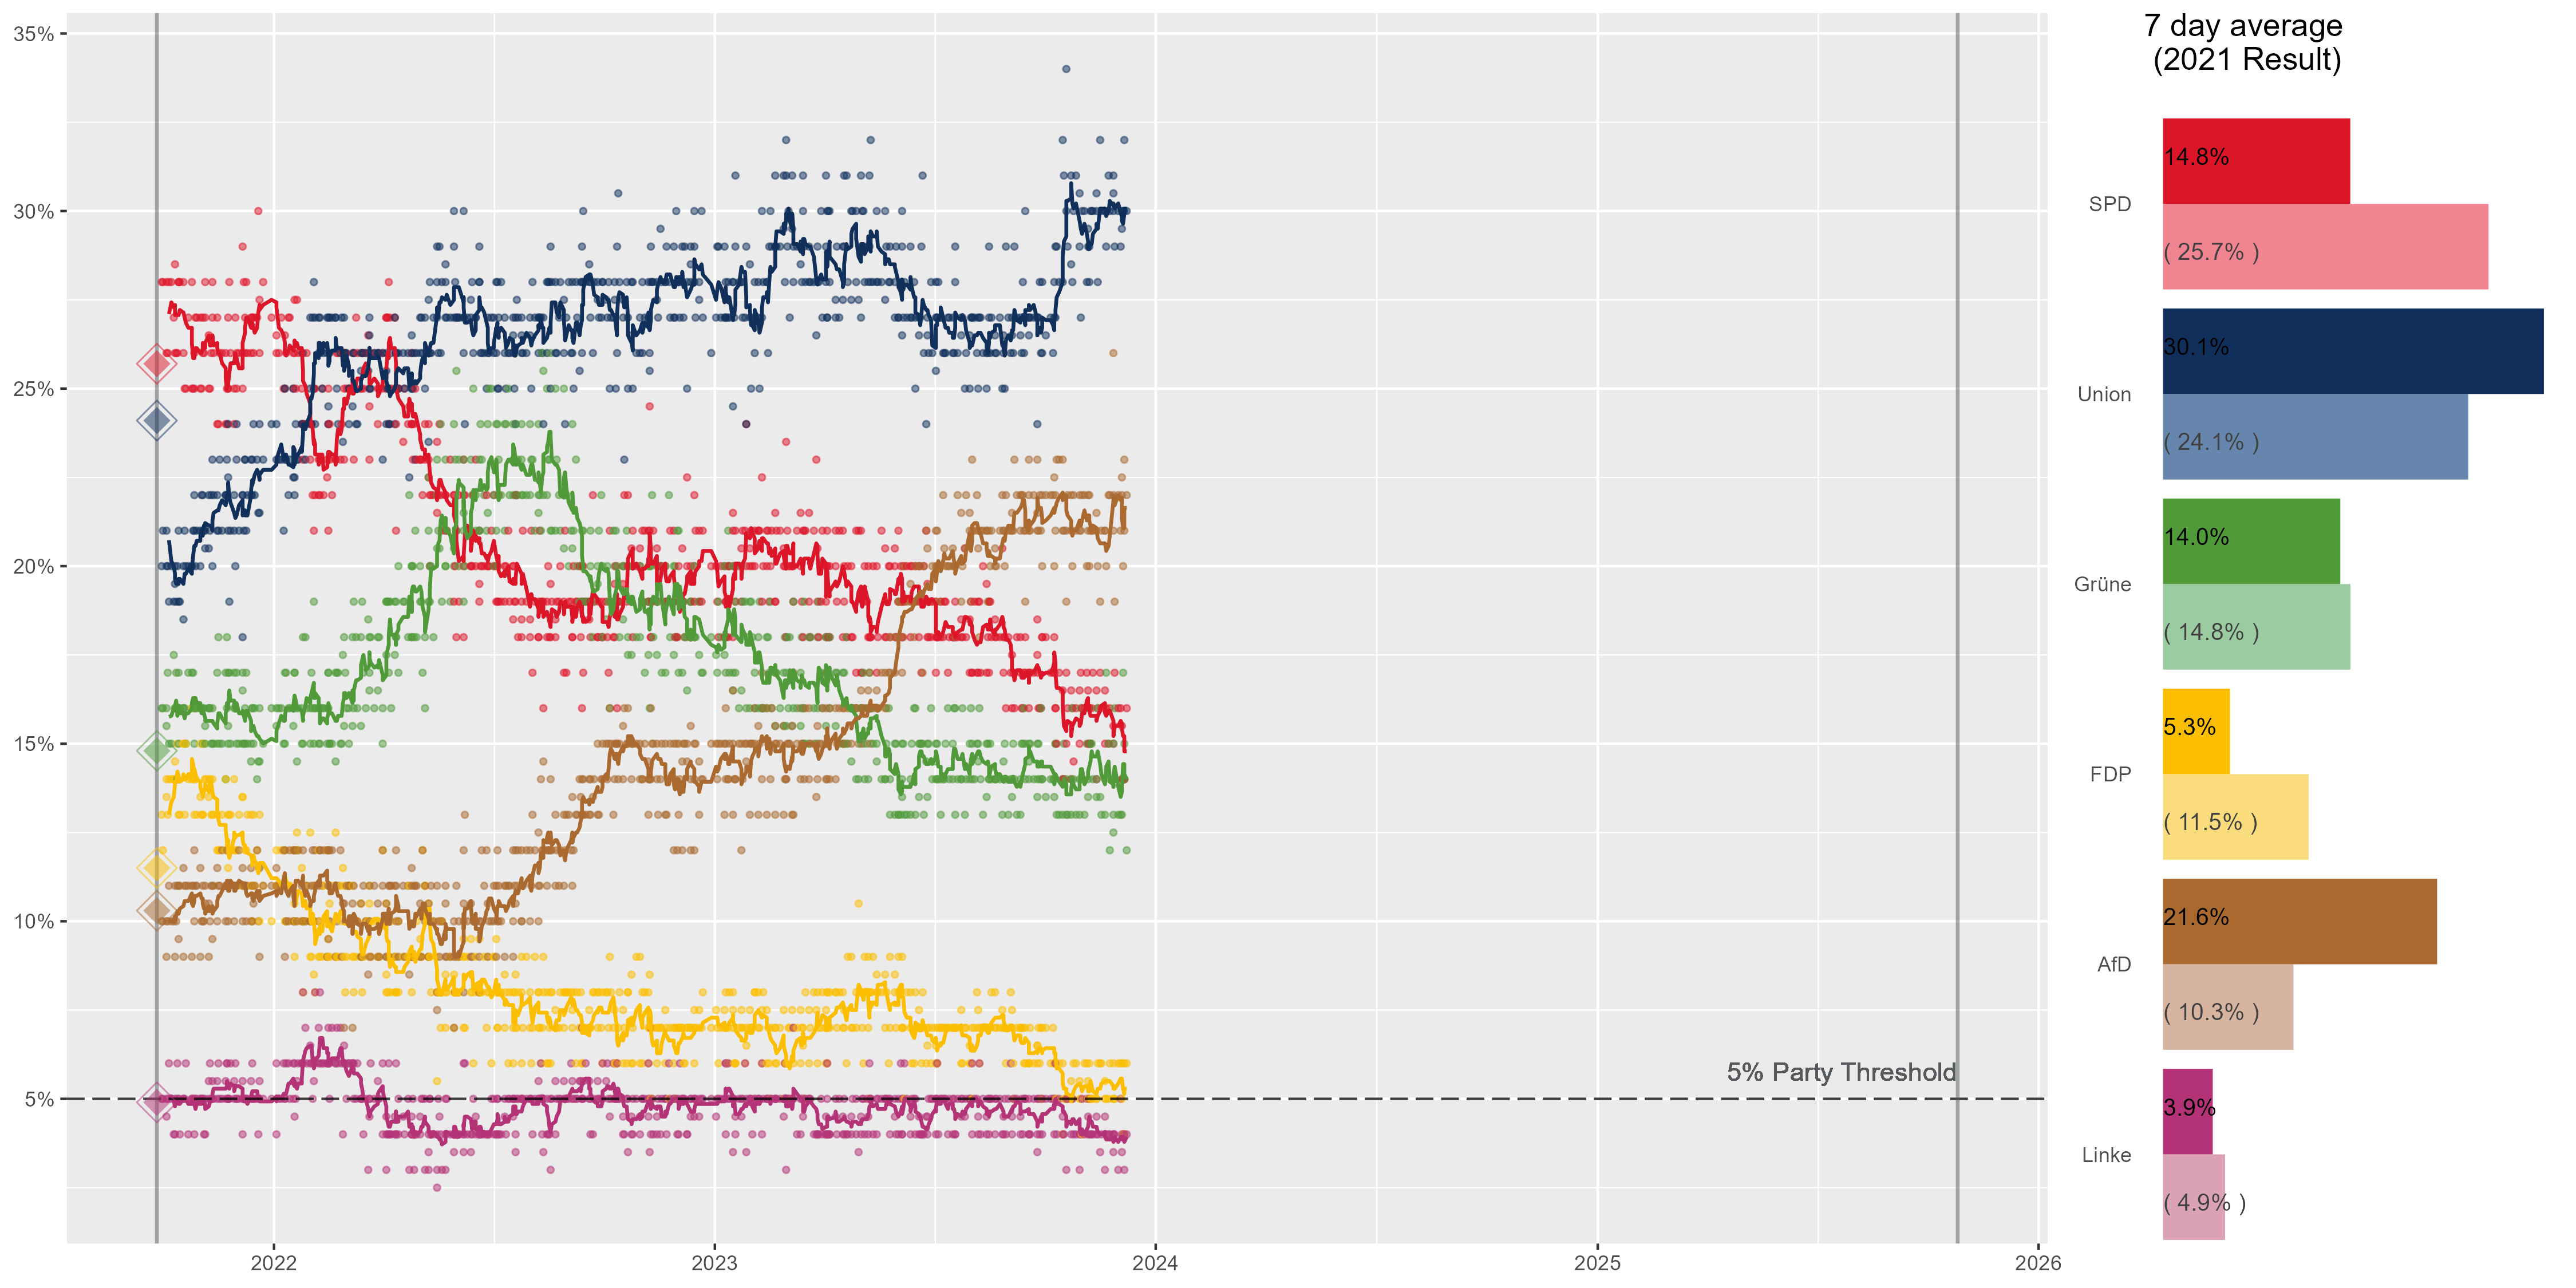 35%
30%
25%
20%
15%
10%
5%
5% Party Threshold
2022
2023
2024
2025
2026
7 day average
(2021 Result)
SPD
14.8%
( 25.7% )
Union
30.1%
( 24.1% )
Grüne
14.0%
( 14.8% )
FDP
5.3%
( 11.5% )
AfD
21.6%
( 10.3% )
Linke
3.9%
( 4.9% )